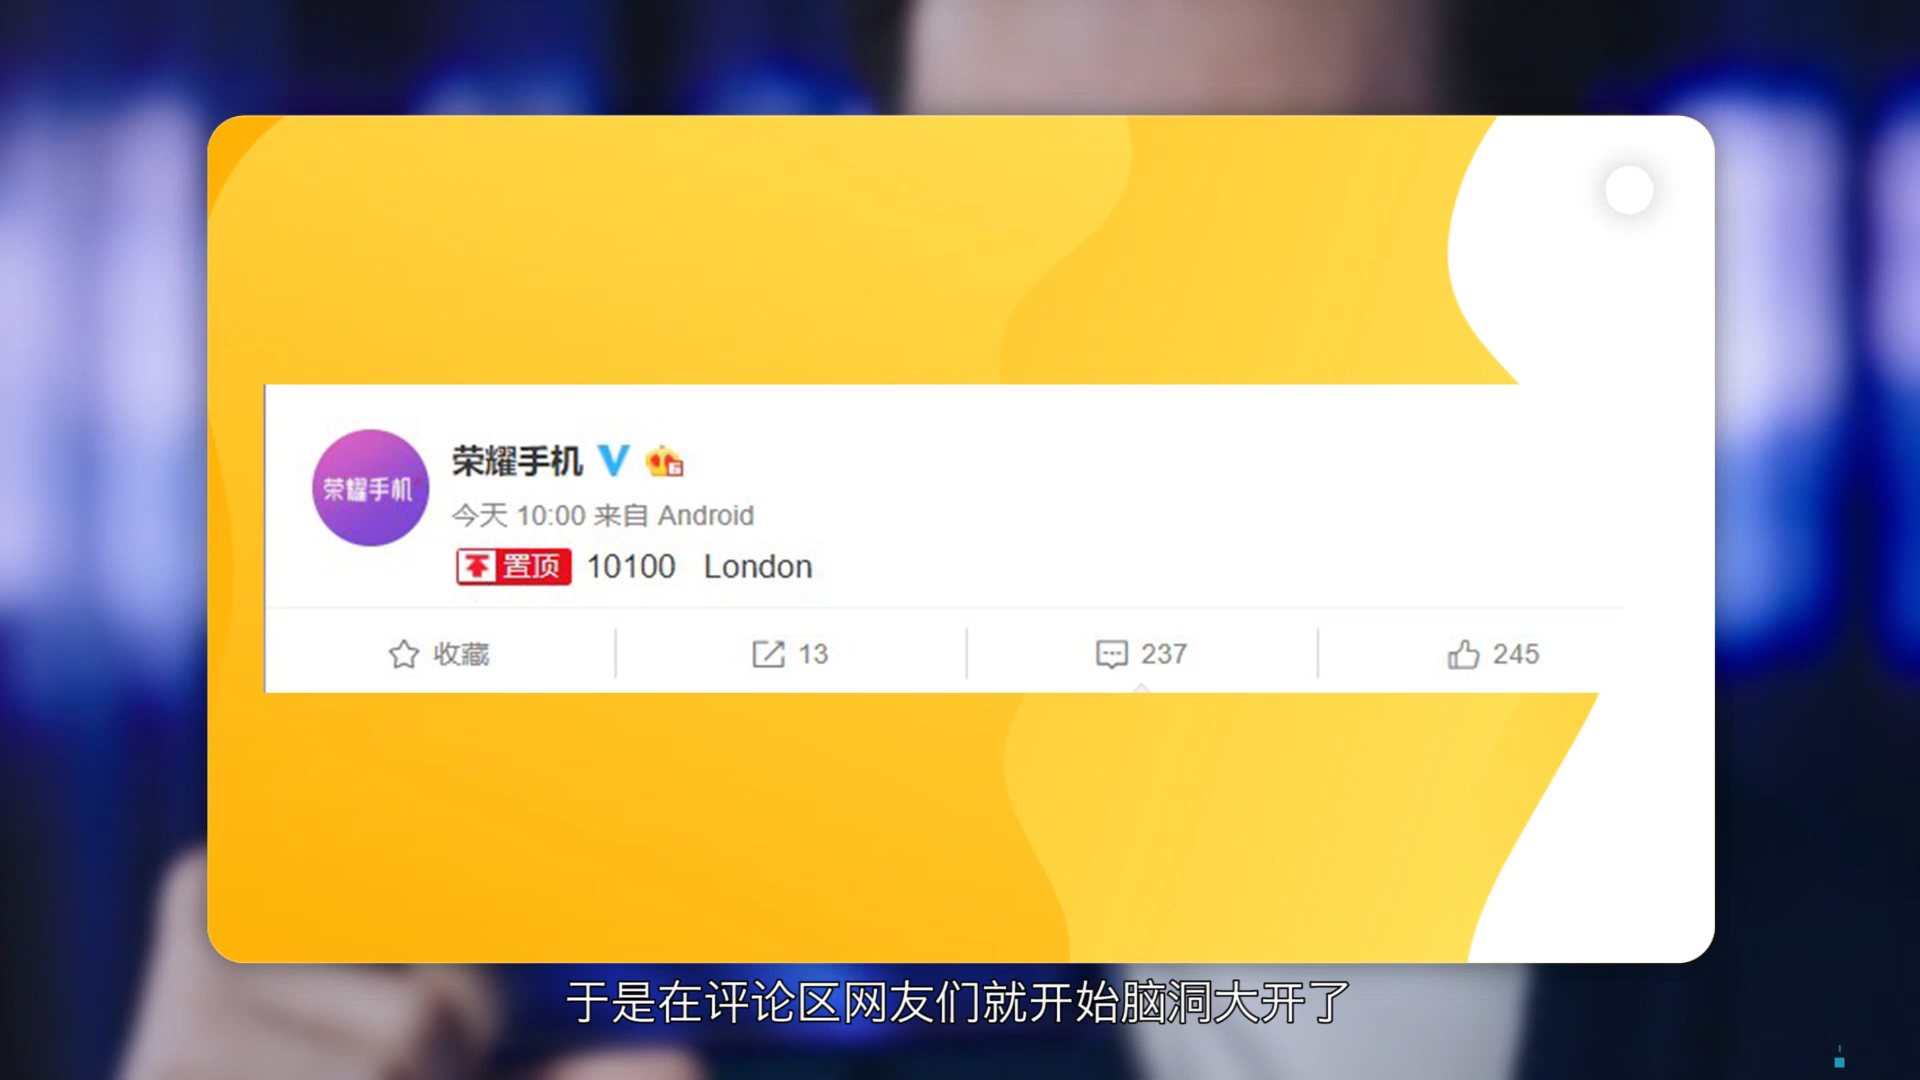 荣耀手机
荣耀手机
今天 10:00 来自 Android
置顶 10100 London
收藏
13
237
245
于是在评论区网友们就开始脑洞大开了